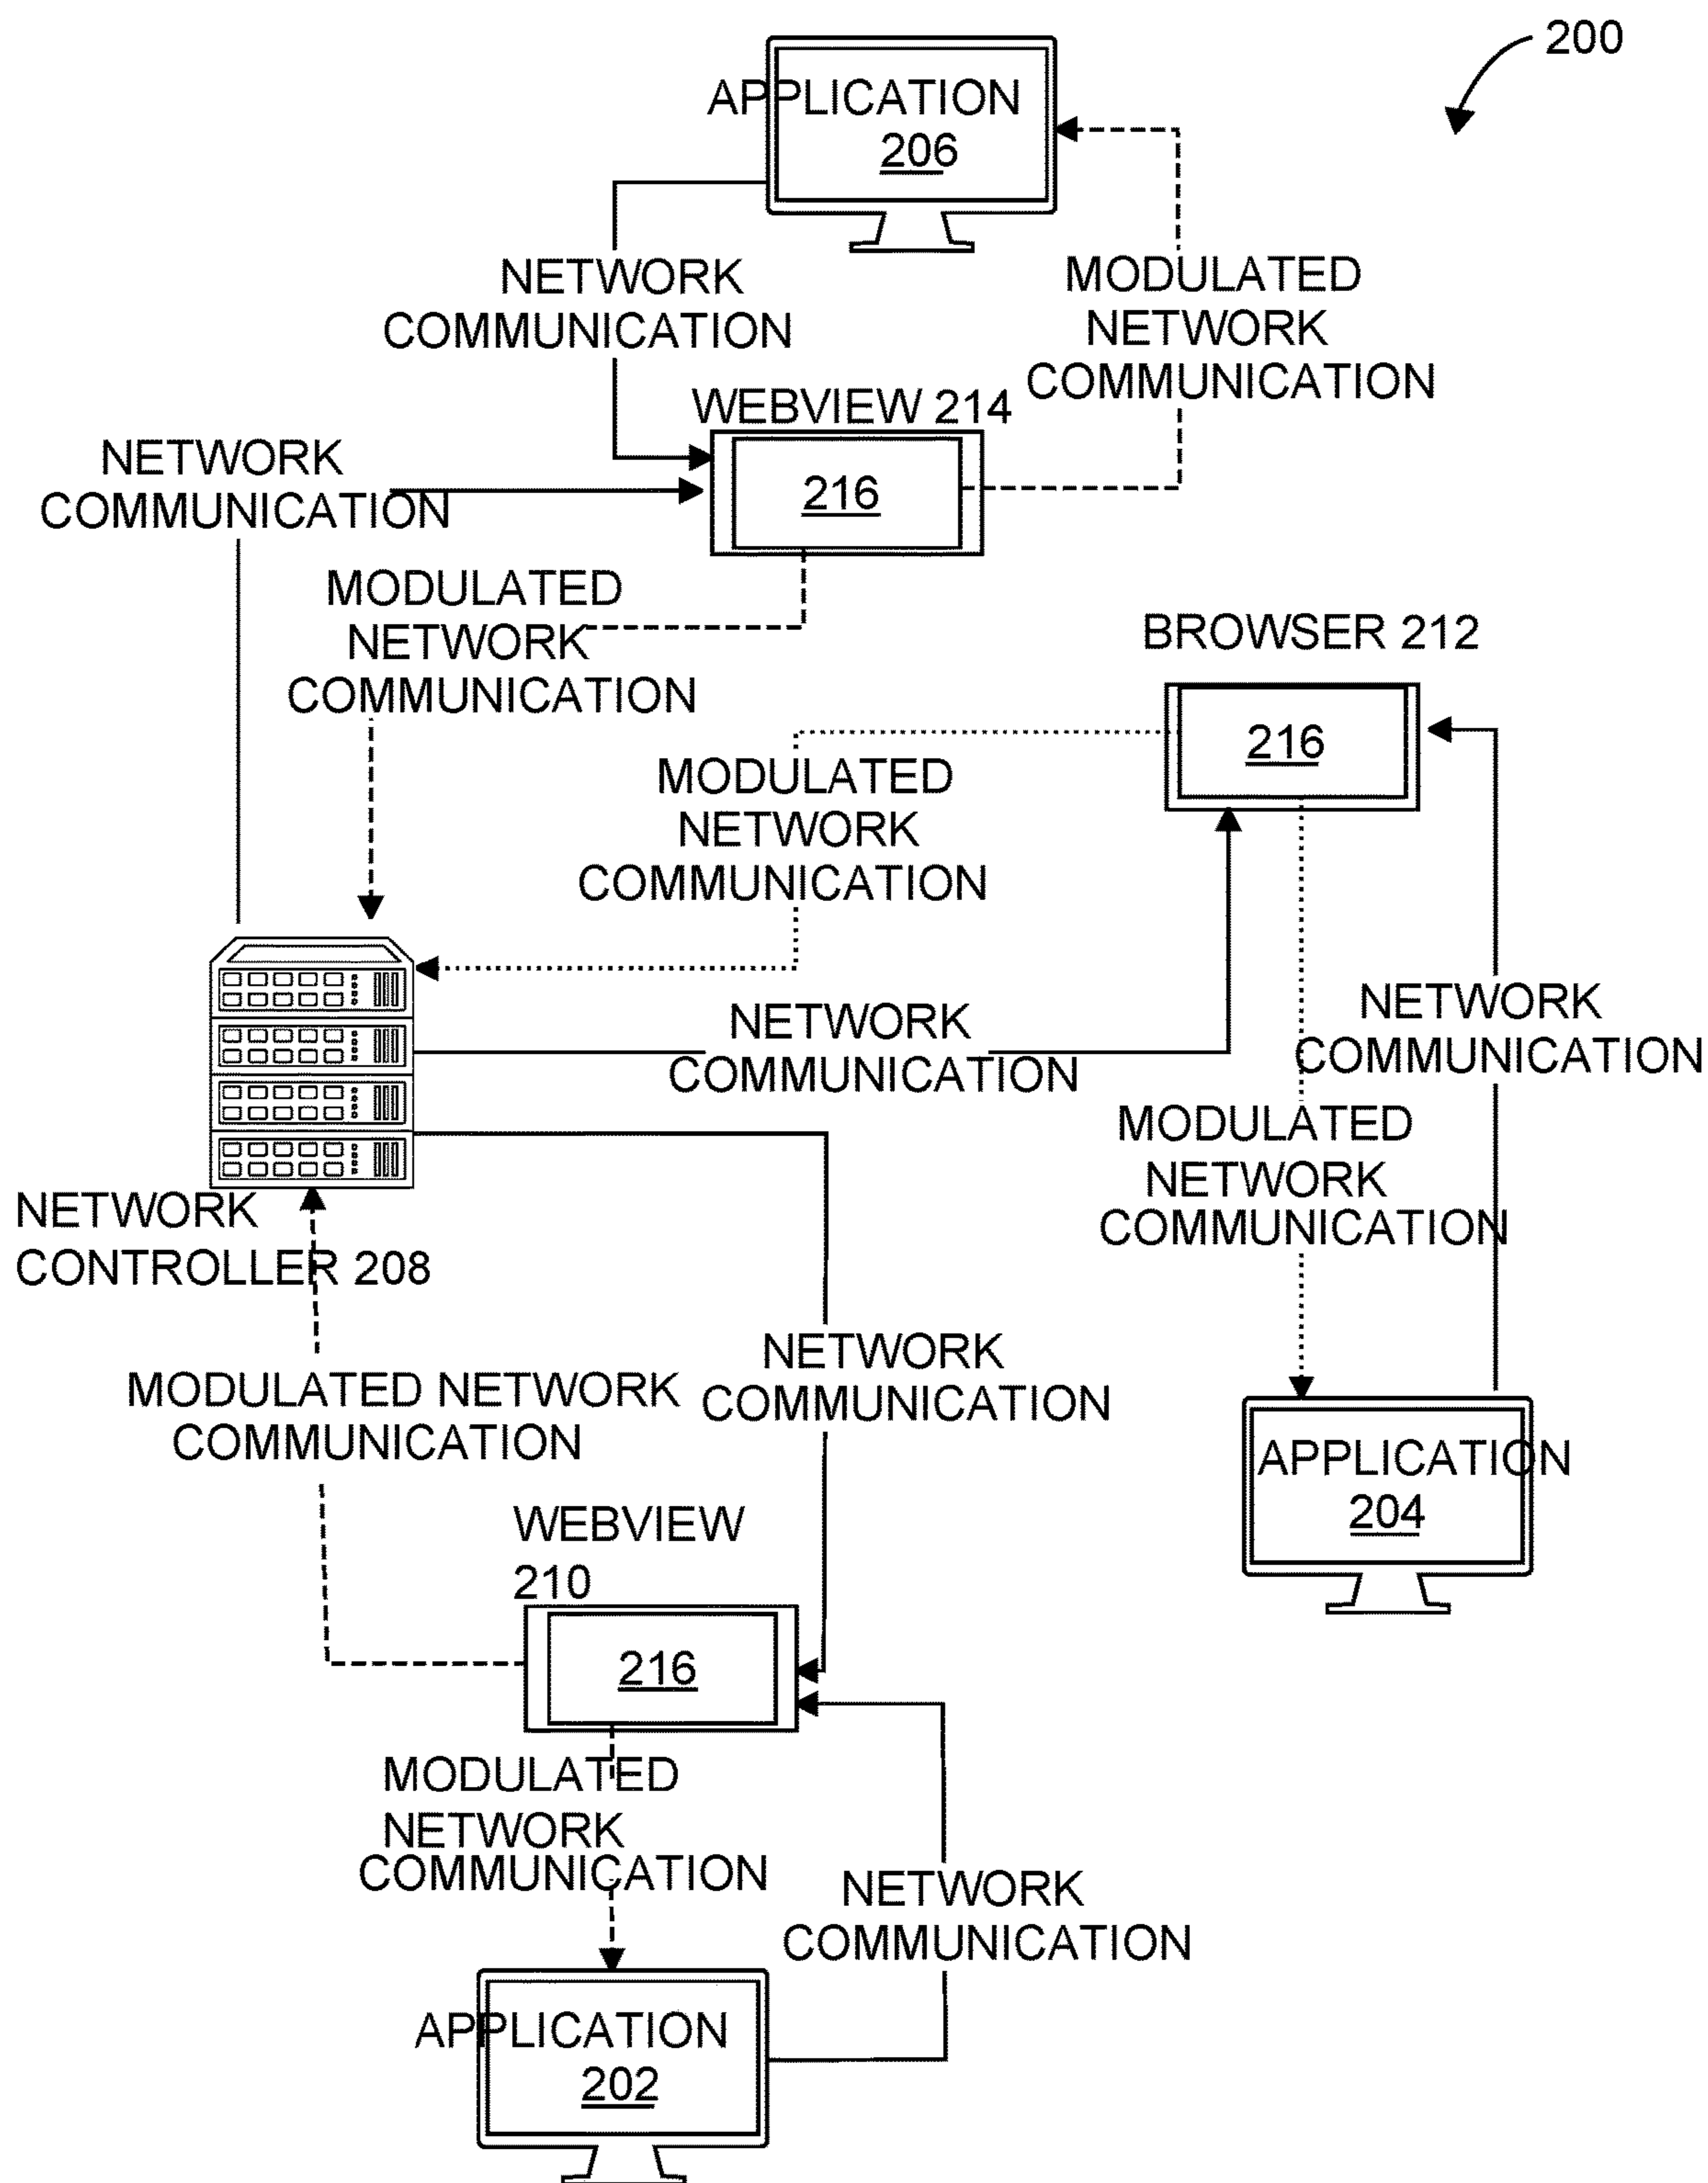 200
APPLICATION
206
NETWORK
COMMUNICATION
MODULATED
NETWORK
COMMUNICATION
WEBVIEW 214
216
NETWORK
COMMUNICATION
MODULATED
NETWORK
COMMUNICATION
BROWSER 212
216
MODULATED
NETWORK
COMMUNICATION
NETWORK
COMMUNICATION
NETWORK
COMMUNICATION
MODULATED
NETWORK
COMMUNICATION
NETWORK
CONTROLLER 208
NETWORK
COMMUNICATION
MODULATED NETWORK
COMMUNICATION
APPLICATION
204
WEBVIEW
210
216
MODULATED
NETWORK
COMMUNICATION
NETWORK
COMMUNICATION
APPLICATION
202